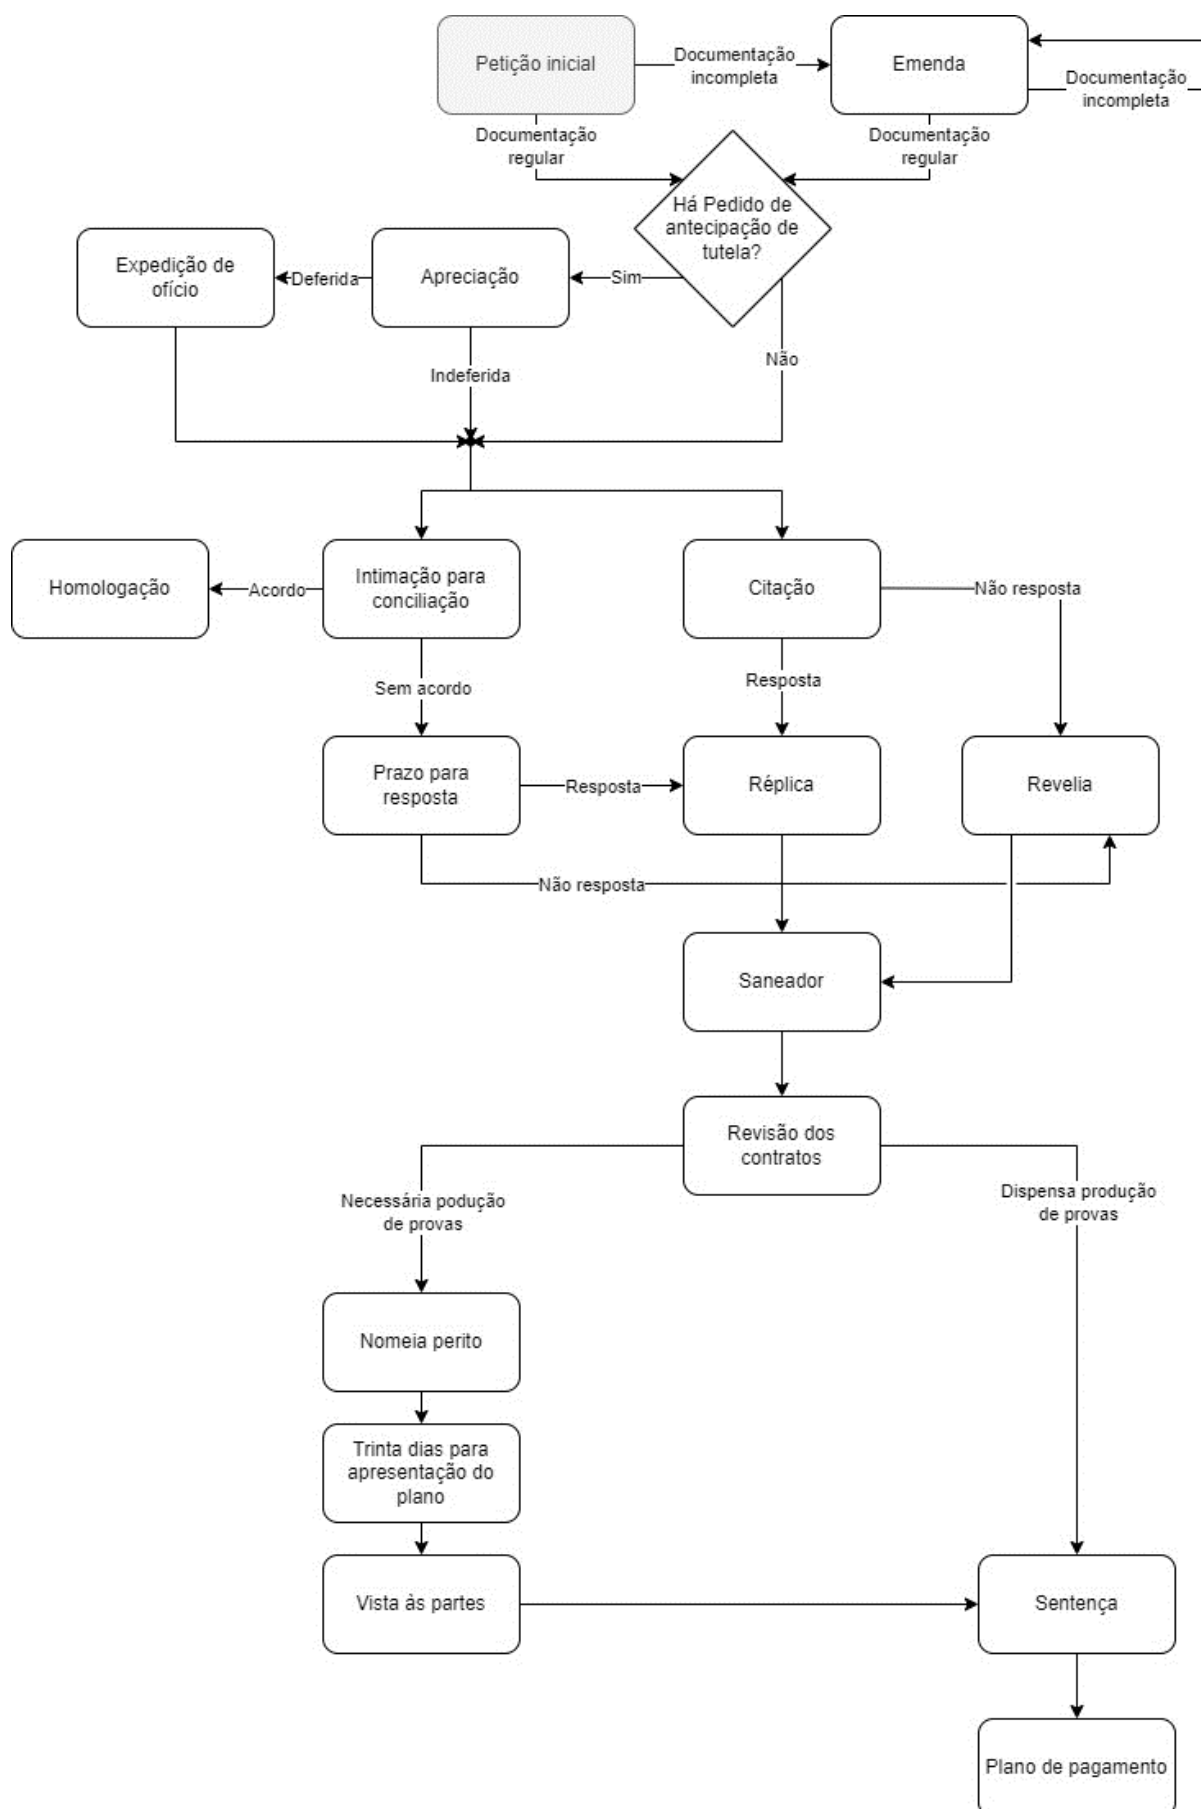 Petição inicial
Documentação
incompleta
Emenda
Documentação
incompleta
Documentação
regular
Documentação
regular
Há Pedido de
antecipação de
tutela?
Expedição de
ofício
Deferida
Apreciação
Sim
Indeferida
Não
Homologação
Acordo
Intimação para
conciliação
Citação
Não resposta
Sem acordo
Resposta
Prazo para
resposta
Resposta
Réplica
Revelia
Não resposta
Saneador
Revisão dos
contratos
Necessária podução
de provas
Dispensa produção
de provas
Nomeia perito
Trinta dias para
apresentação do
plano
Vista às partes
Sentença
Plano de pagamento